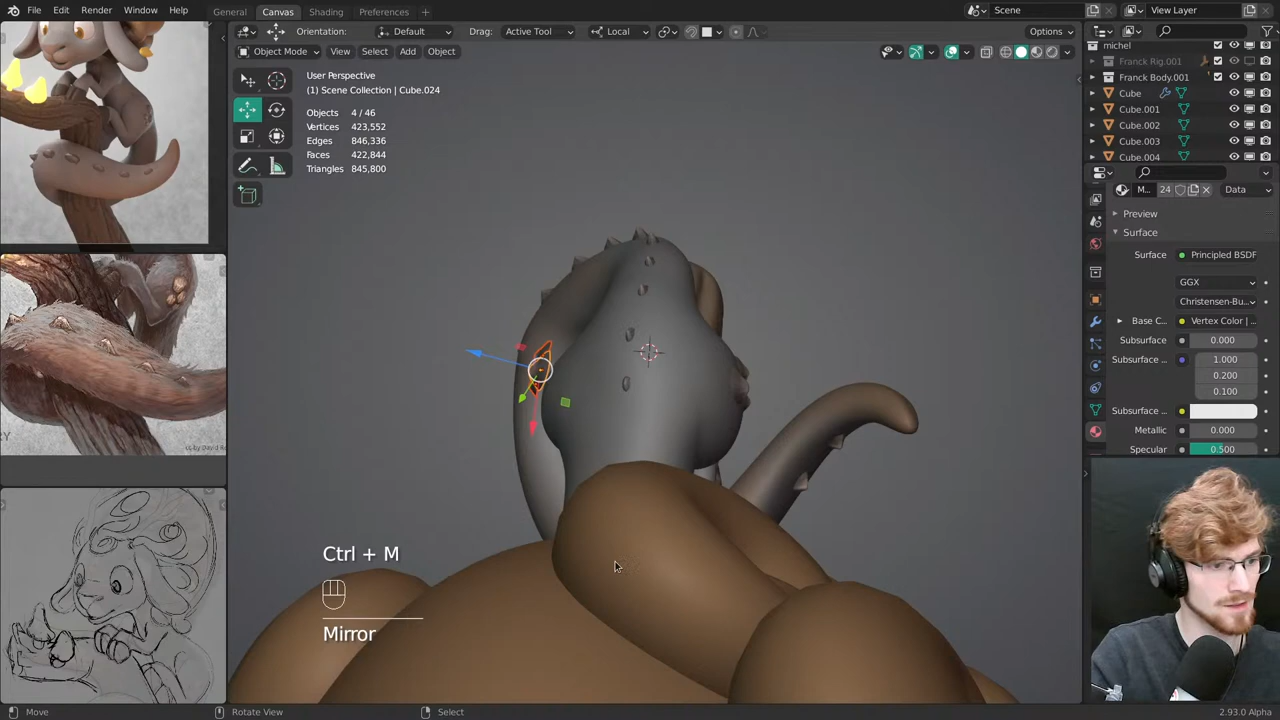 File Edit Render Window Help General Canvas Shading Preferences + Scene View Layer
Orientation: Default Drag: Active Tool Local Options
Object Mode View Select Add Object
User Perspective
(1) Scene Collection | Cube.024
Objects 4 / 46
Vertices 423,552
Edges 846,336
Faces 422,844
Triangles 845,800
michel
Franck Rig.001
Franck Body.001
Cube
Cube.001
Cube.002
Cube.003
Cube.004
M... 24 Data
Preview
Surface
Surface Principled BSDF
GGX
Christensen-Bu...
Base C... Vertex Color | ...
Subsurface 0.000
Subsurface ... 1.000
0.200
0.100
Subsurface ...
Metallic 0.000
Specular 0.500
Ctrl + M
Mirror
Move Rotate View Select 2.93.0 Alpha